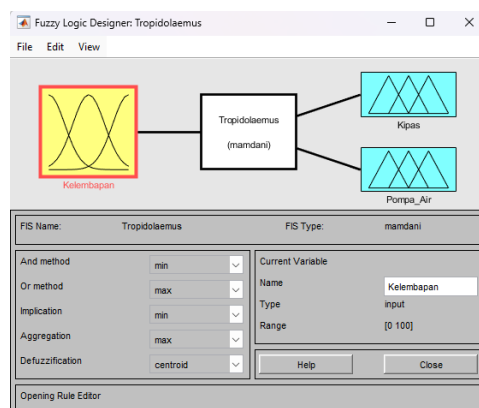 Fuzzy Logic Designer: Tropidolaemus
File Edit View
Kelembapan
Tropidolaemus
(mamdani)
Kipas
Pompa_Air
FIS Name: Tropidolaemus FIS Type: mamdani
And method min
Or method max
Implication min
Aggregation max
Defuzzification centroid
Current Variable
Name Kelembapan
Type input
Range [0 100]
Help Close
Opening Rule Editor